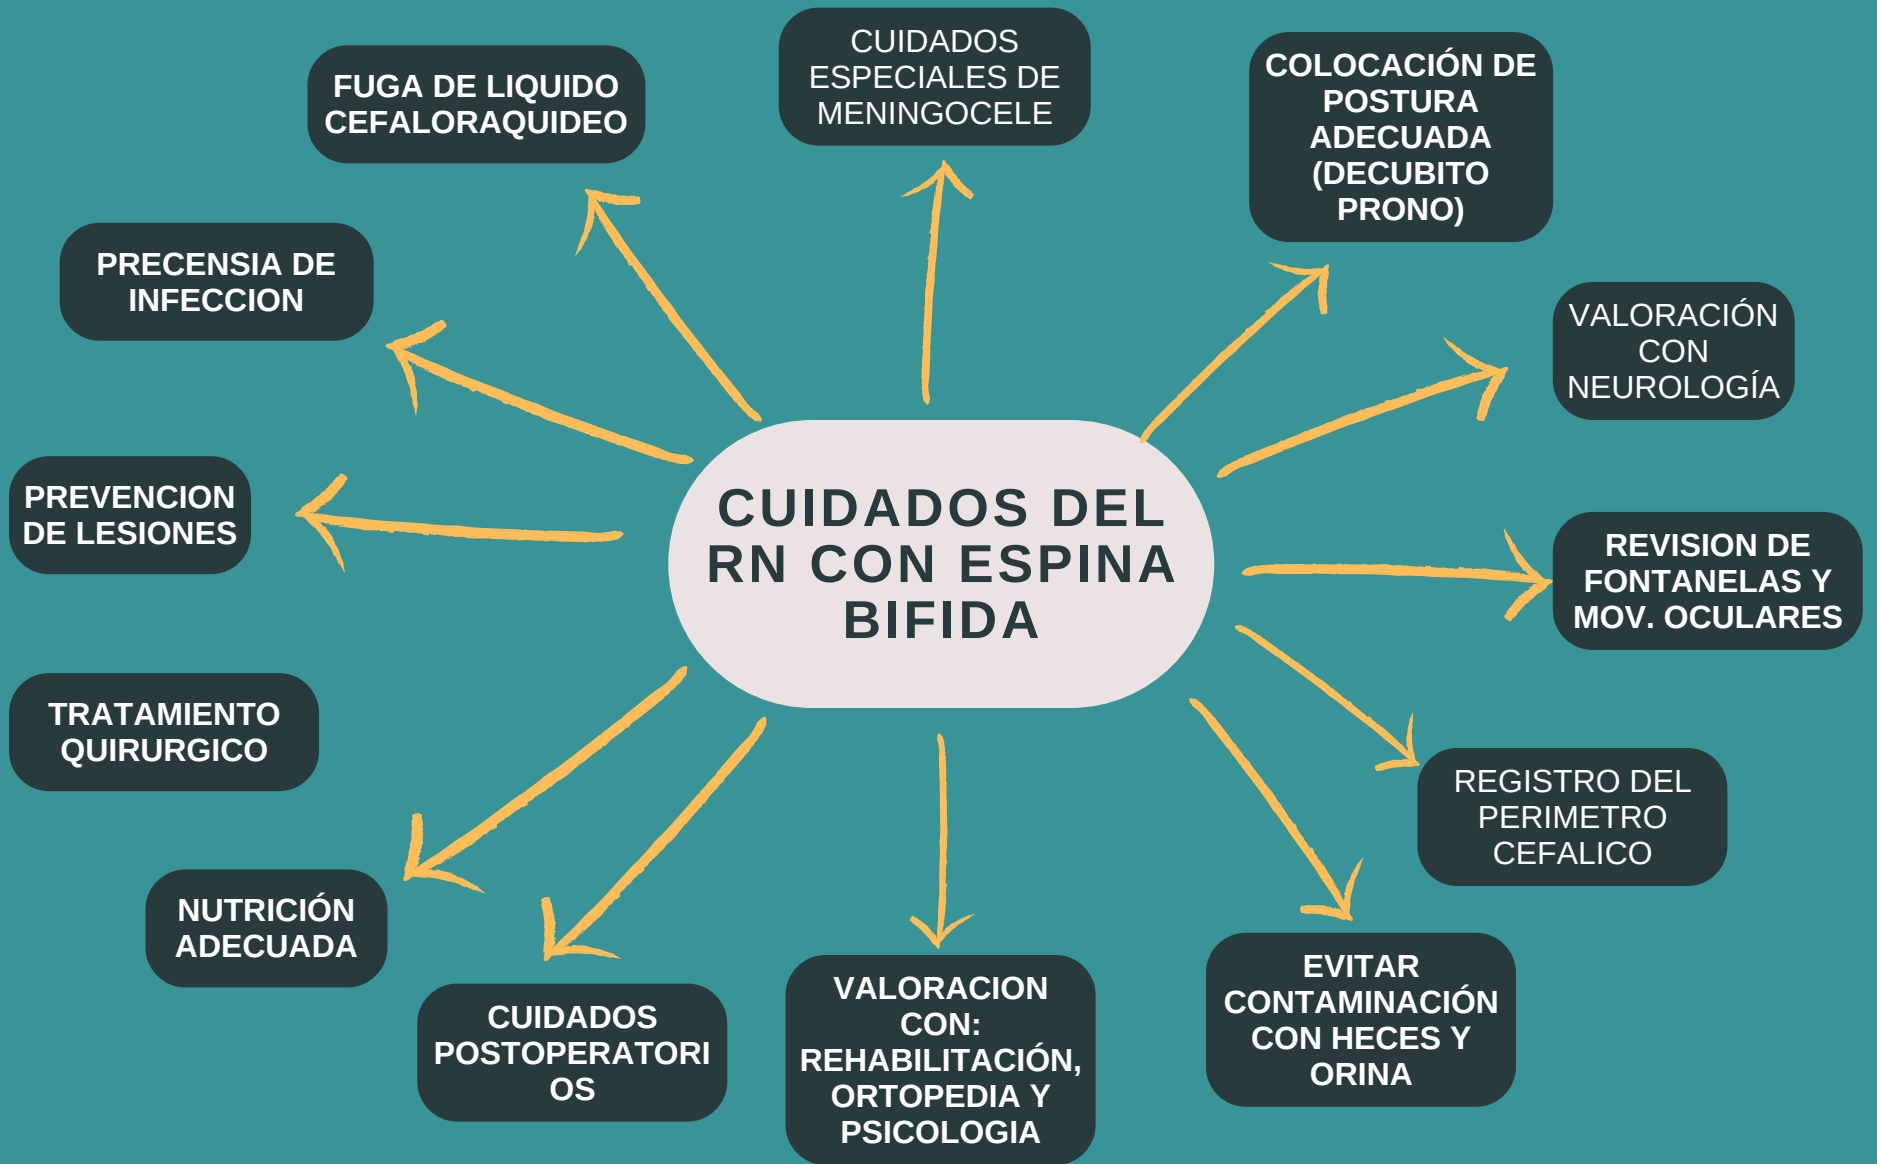 FUGA DE LIQUIDO
CEFALORAQUIDEO
CUIDADOS
ESPECIALES DE
MENINGOCELE
COLOCACIÓN DE
POSTURA
ADECUADA
(DECUBITO
PRONO)
PRECENSIA DE
INFECCION
VALORACIÓN
CON
NEUROLOGÍA
PREVENCION
DE LESIONES
CUIDADOS DEL
RN CON ESPINA
BIFIDA
REVISION DE
FONTANELAS Y
MOV. OCULARES
TRATAMIENTO
QUIRURGICO
REGISTRO DEL
PERIMETRO
CEFALICO
NUTRICIÓN
ADECUADA
CUIDADOS
POSTOPERATORI
OS
VALORACION
CON:
REHABILITACIÓN,
ORTOPEDIA Y
PSICOLOGIA
EVITAR
CONTAMINACIÓN
CON HECES Y
ORINA